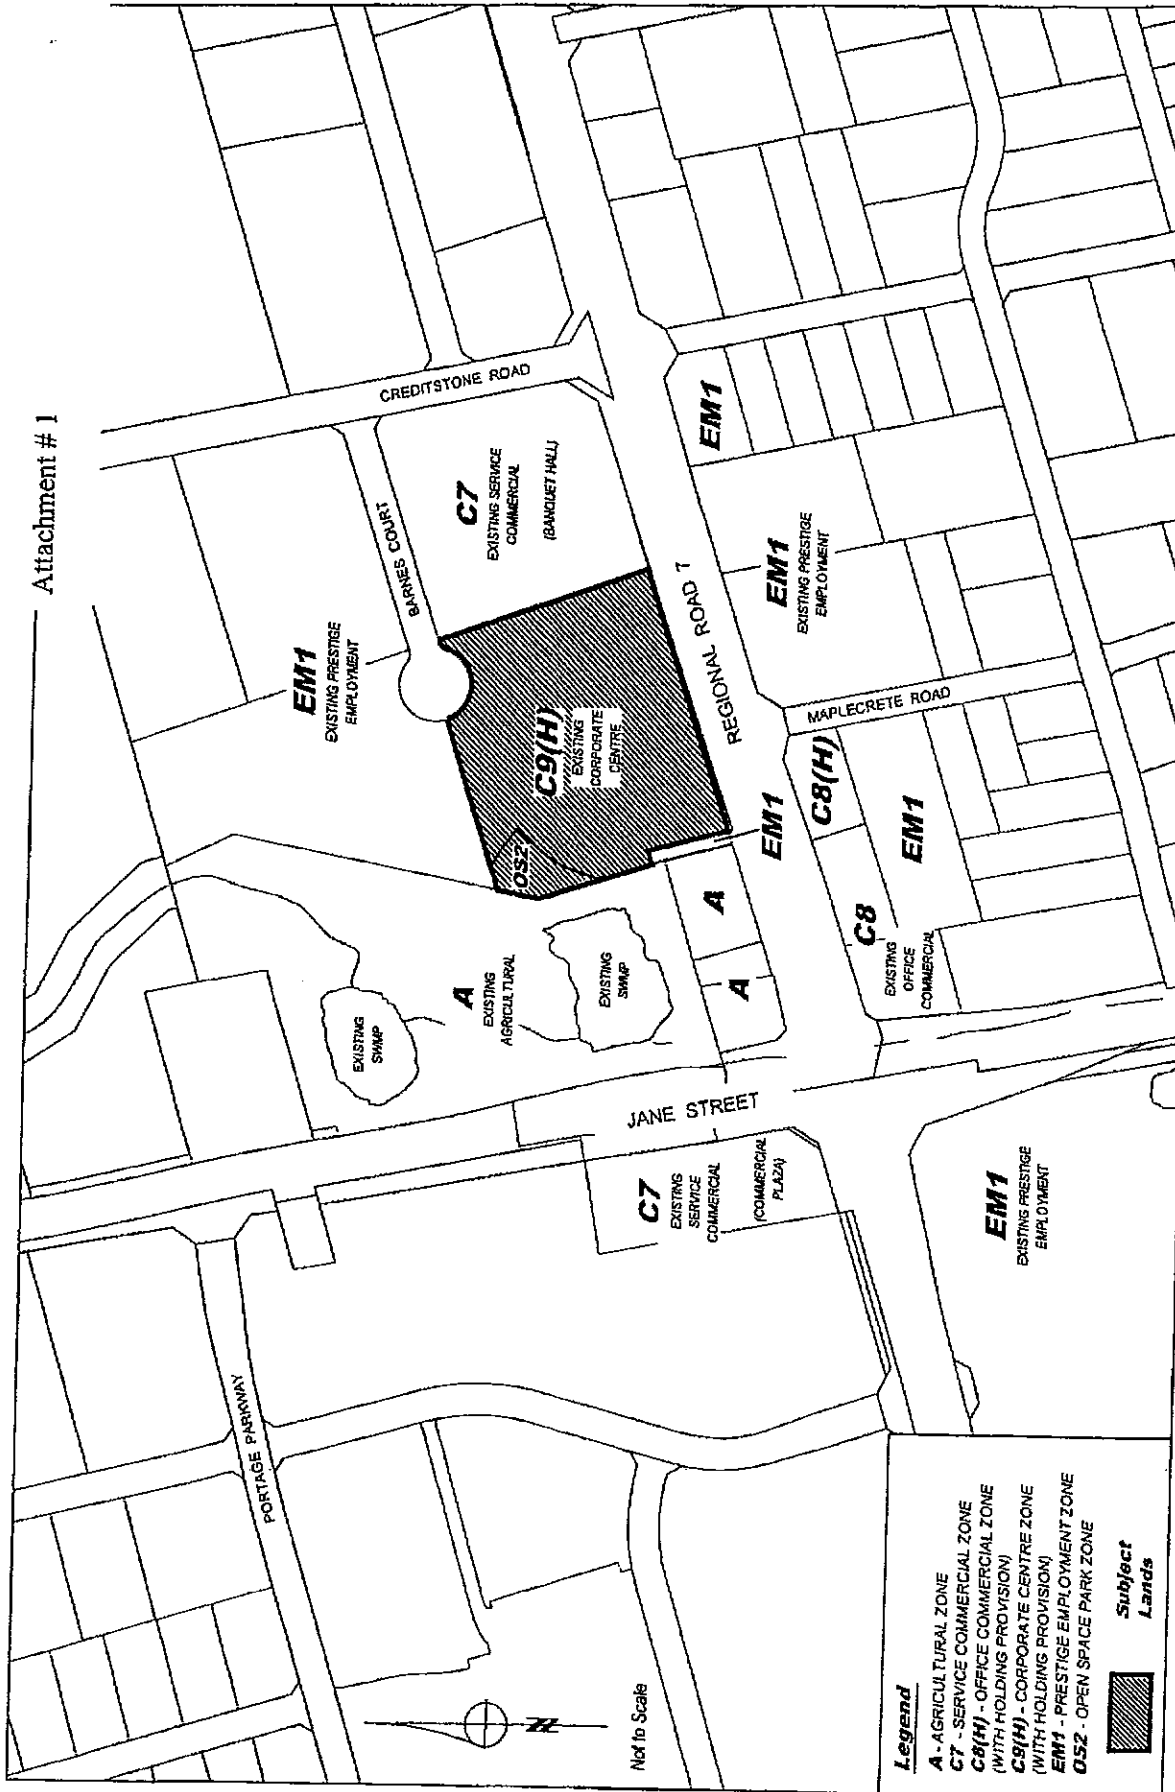 Attachment # 1
CREDITSTONE ROAD
BARNES COURT
C7
EXISTING SERVICE
COMMERCIAL
(BANQUET HALL)
EM1
EXISTING PRESTIGE
EMPLOYMENT
C9(H)
EXISTING
CORPORATE
CENTRE
OS2
REGIONAL ROAD 7
EM1
EM1
EXISTING PRESTIGE
EMPLOYMENT
MAPLECRETE ROAD
EM1
C8(H)
EM1
C8
EXISTING
OFFICE
COMMERCIAL
A
A
A
EXISTING
AGRICULTURAL
EXISTING
SWMP
EXISTING
SWMP
JANE STREET
C7
EXISTING
SERVICE
COMMERCIAL
(COMMERCIAL
PLAZA)
EM1
EXISTING PRESTIGE
EMPLOYMENT
PORTAGE PARKWAY
N
Not to Scale
Legend
A - AGRICULTURAL ZONE
C7 - SERVICE COMMERCIAL ZONE
C8(H) - OFFICE COMMERCIAL ZONE
(WITH HOLDING PROVISION)
C9(H) - CORPORATE CENTRE ZONE
(WITH HOLDING PROVISION)
EM1 - PRESTIGE EMPLOYMENT ZONE
OS2 - OPEN SPACE PARK ZONE
Subject
Lands